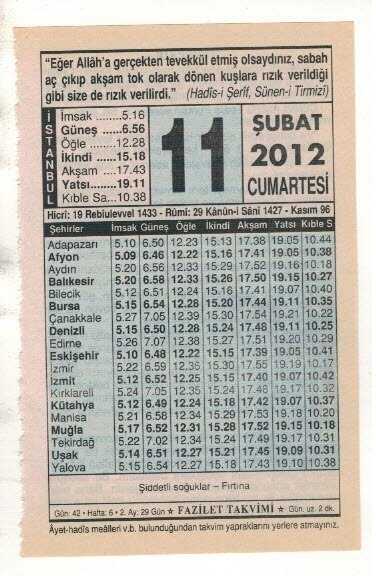 “Eğer Allâh’a gerçekten tevekkül etmiş olsaydınız, sabah
aç çıkıp akşam tok olarak dönen kuşlara rızık verildiği
gibi size de rızık verilirdi.” (Hadîs-i Şerîf, Sünen-i Tirmizî)
İSTANBUL
İmsak .......5.16
Güneş ......6.56
Öğle ........12.28
İkindi .......15.18
Akşam ....17.43
Yatsı........19.11
Kıble Sa...10.38
11
ŞUBAT
2012
CUMARTESİ
Hicri: 19 Rebiulevvel 1433 - Rûmi: 29 Kânûn-i Sâni 1427 - Kasım 96
Şehirler İmsak Güneş Öğle İkindi Akşam Yatsı Kıble S
Adapazarı 5.10 6.50 12.23 15.13 17.38 19.05 10.44
Afyon 5.09 6.46 12.22 15.16 17.41 19.05 10.38
Aydın 5.20 6.56 12.33 15.29 17.52 19.16 10.18
Balıkesir 5.20 6.58 12.33 15.26 17.50 19.15 10.27
Bilecik 5.12 6.51 12.24 15.16 17.41 19.07 10.40
Bursa 5.15 6.54 12.28 15.20 17.44 19.11 10.35
Çanakkale 5.27 7.05 12.39 15.30 17.54 19.21 10.22
Denizli 5.15 6.50 12.28 15.24 17.48 19.11 10.25
Edirne 5.26 7.07 12.38 15.27 17.51 19.20 10.29
Eskişehir 5.10 6.48 12.22 15.15 17.39 19.05 10.41
İzmir 5.22 6.59 12.36 15.30 17.55 19.19 10.17
İzmit 5.12 6.52 12.25 15.15 17.40 19.07 10.42
Kırklareli 5.24 7.05 12.35 15.24 17.48 19.17 10.32
Kütahya 5.12 6.49 12.24 15.18 17.42 19.07 10.37
Manisa 5.21 6.58 12.34 15.29 17.53 19.18 10.20
Muğla 5.17 6.52 12.31 15.28 17.52 19.15 10.18
Tekirdağ 5.22 7.02 12.34 15.24 17.49 19.17 10.31
Uşak 5.14 6.51 12.27 15.21 17.45 19.09 10.31
Yalova 5.15 6.54 12.27 15.18 17.43 19.10 10.38
Şiddetli soğuklar – Fırtına
Gün: 42 • Hafta: 6 • 2. Ay: 29 Gün ★ FAZİLET TAKVİMİ ★ Gün. uz. 2 dk.
Âyet-hadîs meâlleri v.b. bulunduğundan takvim yapraklarını yerlere atmayınız.